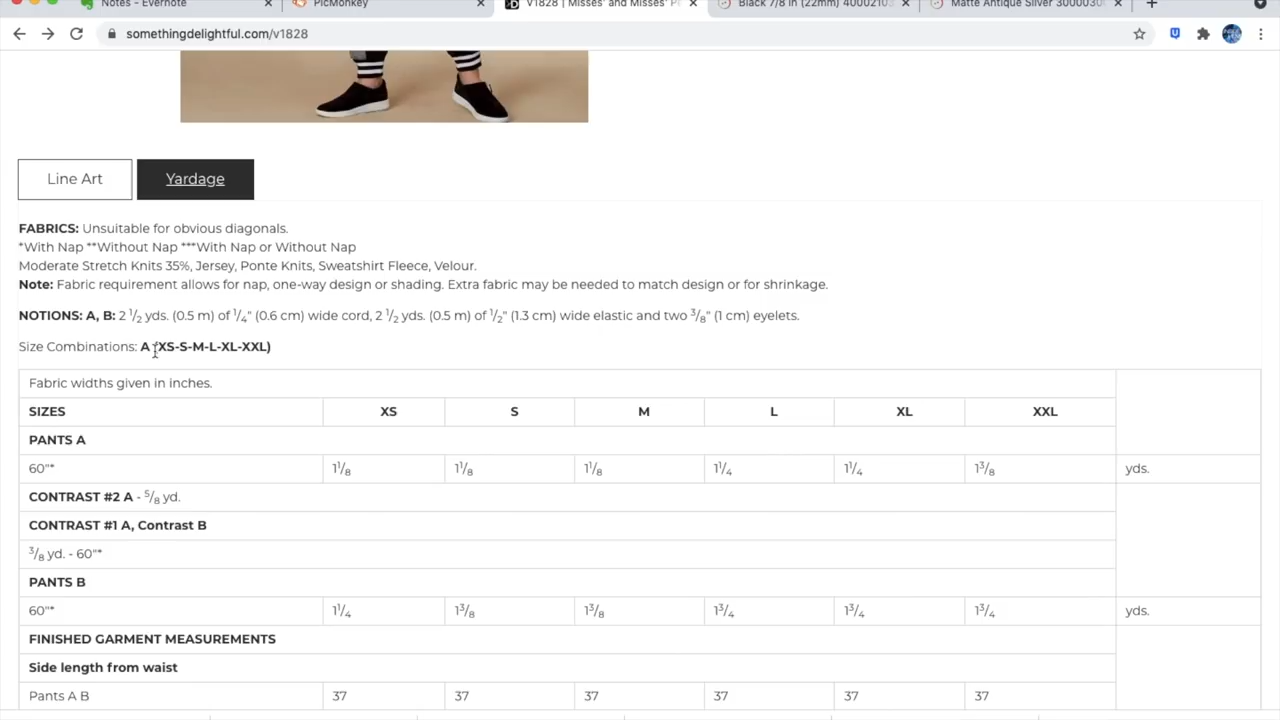 Notes - Evernote
PicMonkey
V1828 | Misses' and Misses' P
Black 7/8 in (22mm) 40002103
Matte Antique Silver 3000030
somethingdelightful.com/v1828
Line Art
Yardage
FABRICS: Unsuitable for obvious diagonals.
*With Nap **Without Nap ***With Nap or Without Nap
Moderate Stretch Knits 35%, Jersey, Ponte Knits, Sweatshirt Fleece, Velour.
Note: Fabric requirement allows for nap, one-way design or shading. Extra fabric may be needed to match design or for shrinkage.
NOTIONS: A, B: 2 1/2 yds. (0.5 m) of 1/4" (0.6 cm) wide cord, 2 1/2 yds. (0.5 m) of 1/2" (1.3 cm) wide elastic and two 3/8" (1 cm) eyelets.
Size Combinations: A (XS-S-M-L-XL-XXL)
Fabric widths given in inches.
SIZES XS S M L XL XXL
PANTS A
60"* 1 1/8 1 1/8 1 1/8 1 1/4 1 1/4 1 3/8 yds.
CONTRAST #2 A - 5/8 yd.
CONTRAST #1 A, Contrast B
3/8 yd. - 60"*
PANTS B
60"* 1 1/4 1 3/8 1 3/8 1 3/4 1 3/4 1 3/4 yds.
FINISHED GARMENT MEASUREMENTS
Side length from waist
Pants A B 37 37 37 37 37 37